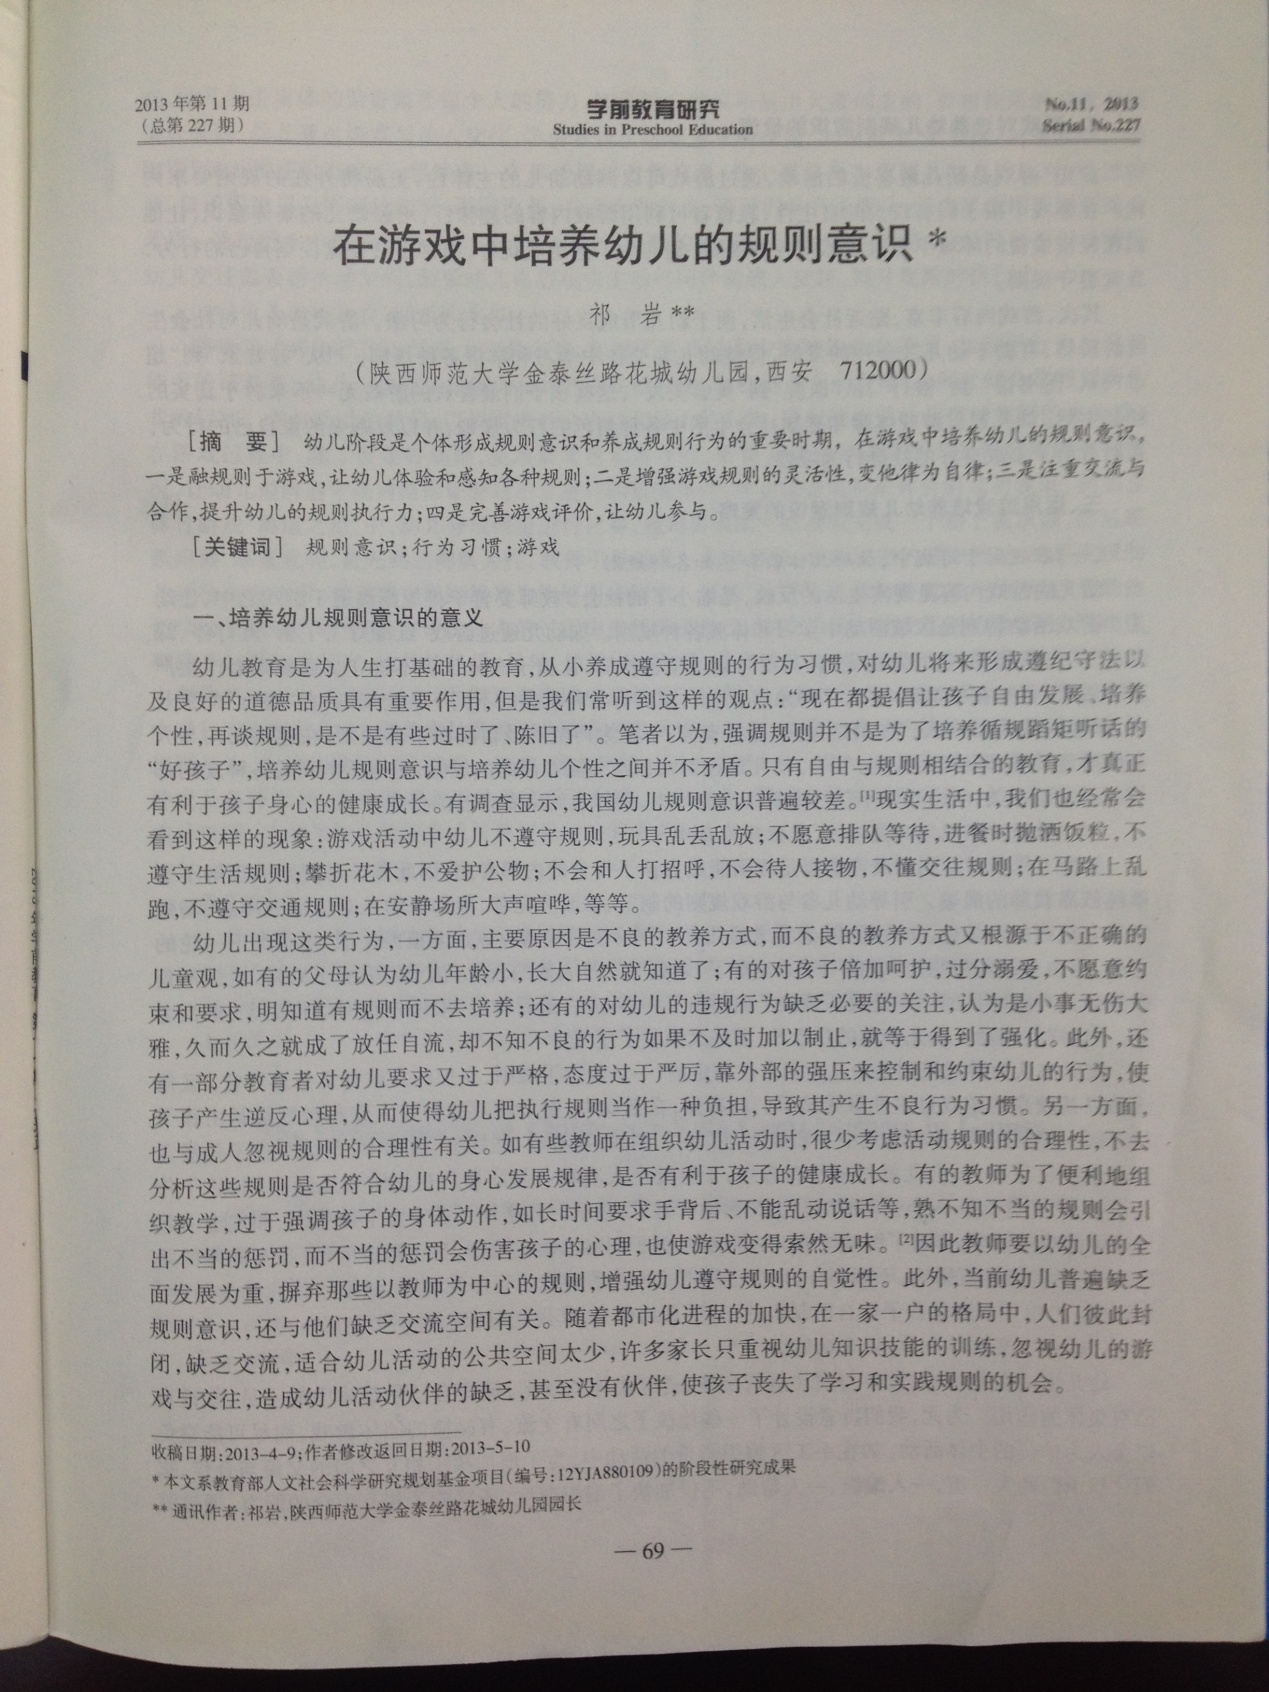 2013 年第 11 期
（总第 227 期）
学前教育研究
Studies in Preschool Education
No.11, 2013
Serial No.227
在游戏中培养幼儿的规则意识*
祁 岩**
（陕西师范大学金泰丝路花城幼儿园,西安 712000）
［摘 要］ 幼儿阶段是个体形成规则意识和养成规则行为的重要时期，在游戏中培养幼儿的规则意识，
一是融规则于游戏,让幼儿体验和感知各种规则;二是增强游戏规则的灵活性,变他律为自律;三是注重交流与
合作,提升幼儿的规则执行力;四是完善游戏评价,让幼儿参与。
［关键词］ 规则意识;行为习惯;游戏
一、培养幼儿规则意识的意义
幼儿教育是为人生打基础的教育,从小养成遵守规则的行为习惯,对幼儿将来形成遵纪守法以
及良好的道德品质具有重要作用,但是我们常听到这样的观点:“现在都提倡让孩子自由发展、培养
个性,再谈规则,是不是有些过时了、陈旧了”。笔者以为,强调规则并不是为了培养循规蹈矩听话的
“好孩子”,培养幼儿规则意识与培养幼儿个性之间并不矛盾。只有自由与规则相结合的教育,才真正
有利于孩子身心的健康成长。有调查显示,我国幼儿规则意识普遍较差。[1]现实生活中,我们也经常会
看到这样的现象:游戏活动中幼儿不遵守规则,玩具乱丢乱放;不愿意排队等待,进餐时抛洒饭粒,不
遵守生活规则;攀折花木,不爱护公物;不会和人打招呼,不会待人接物,不懂交往规则;在马路上乱
跑,不遵守交通规则;在安静场所大声喧哗,等等。
幼儿出现这类行为,一方面,主要原因是不良的教养方式,而不良的教养方式又根源于不正确的
儿童观,如有的父母认为幼儿年龄小,长大自然就知道了;有的对孩子倍加呵护,过分溺爱,不愿意约
束和要求,明知道有规则而不去培养;还有的对幼儿的违规行为缺乏必要的关注,认为是小事无伤大
雅,久而久之就成了放任自流,却不知不良的行为如果不及时加以制止,就等于得到了强化。此外,还
有一部分教育者对幼儿要求又过于严格,态度过于严厉,靠外部的强压来控制和约束幼儿的行为,使
孩子产生逆反心理,从而使得幼儿把执行规则当作一种负担,导致其产生不良行为习惯。另一方面,
也与成人忽视规则的合理性有关。如有些教师在组织幼儿活动时,很少考虑活动规则的合理性,不去
分析这些规则是否符合幼儿的身心发展规律,是否有利于孩子的健康成长。有的教师为了便利地组
织教学,过于强调孩子的身体动作,如长时间要求手背后、不能乱动说话等,熟不知不当的规则会引
出不当的惩罚,而不当的惩罚会伤害孩子的心理,也使游戏变得索然无味。[2]因此教师要以幼儿的全
面发展为重,摒弃那些以教师为中心的规则,增强幼儿遵守规则的自觉性。此外,当前幼儿普遍缺乏
规则意识,还与他们缺乏交流空间有关。随着都市化进程的加快,在一家一户的格局中,人们彼此封
闭,缺乏交流,适合幼儿活动的公共空间太少,许多家长只重视幼儿知识技能的训练,忽视幼儿的游
戏与交往,造成幼儿活动伙伴的缺乏,甚至没有伙伴,使孩子丧失了学习和实践规则的机会。
收稿日期:2013-4-9;作者修改返回日期:2013-5-10
* 本文系教育部人文社会科学研究规划基金项目(编号:12YJA880109)的阶段性研究成果
** 通讯作者:祁岩,陕西师范大学金泰丝路花城幼儿园园长
— 69 —